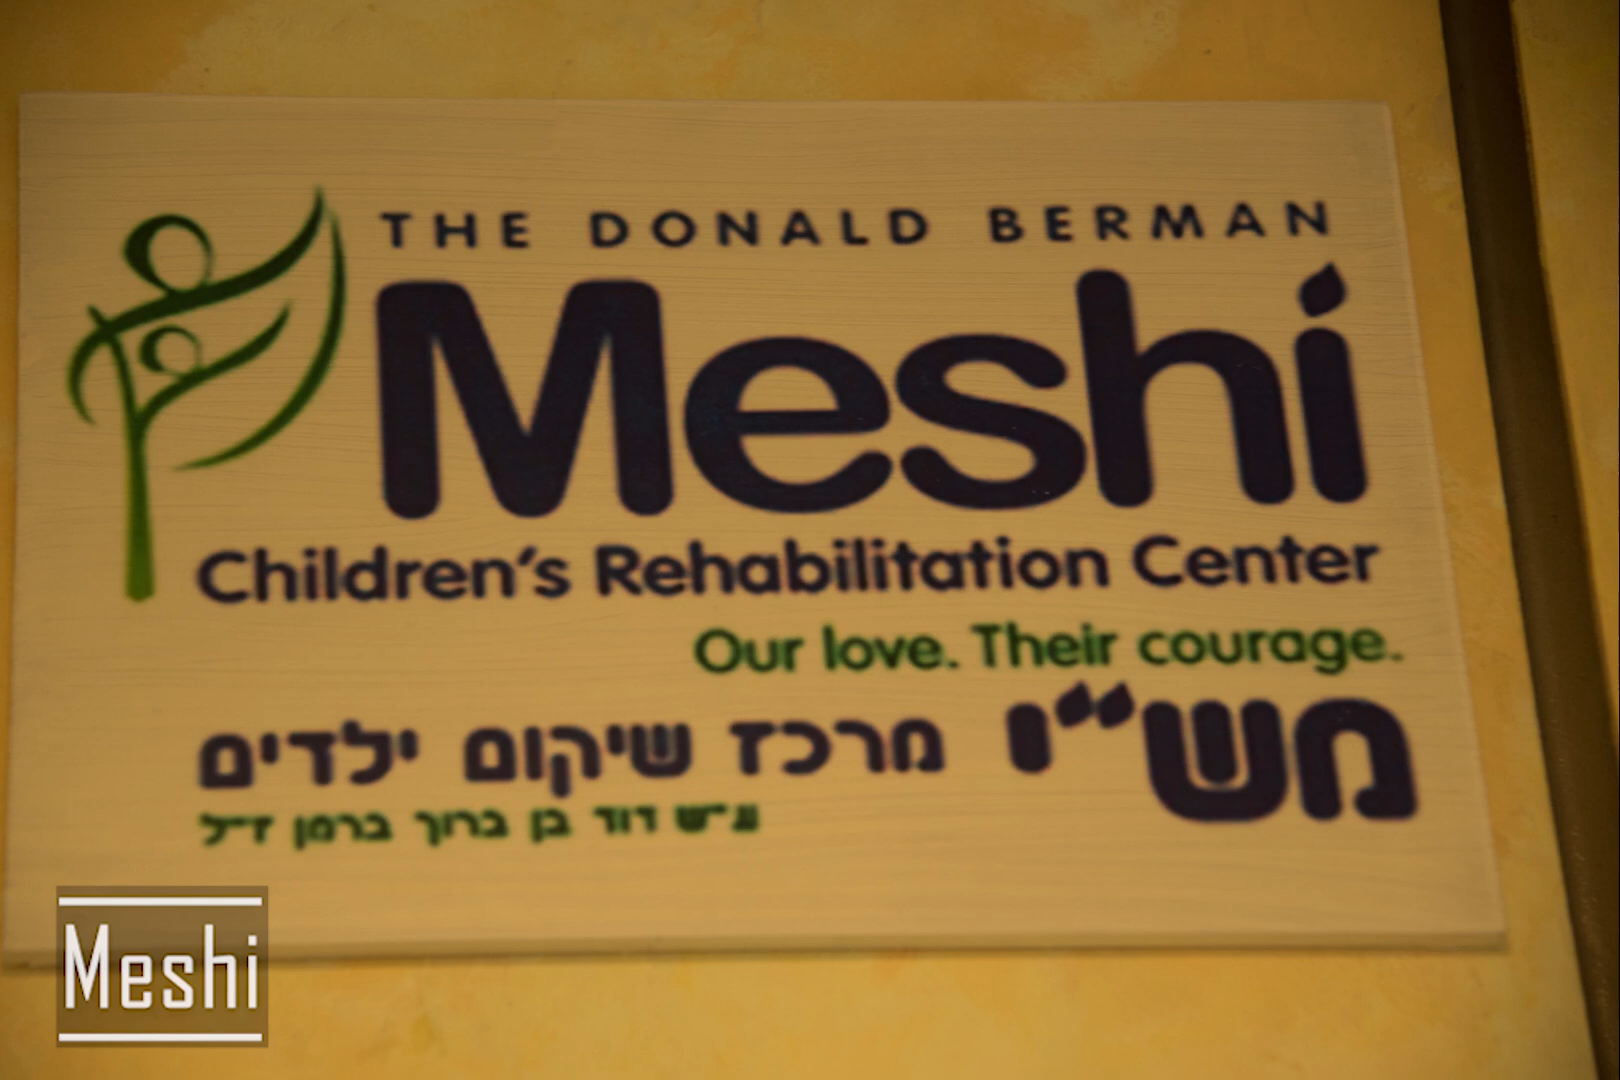 THE DONALD BERMAN
Meshi
Children's Rehabilitation Center
Our love. Their courage.
מש״ו מרכז שיקום ילדים
ע״ש דוד בן ברוך ברמן ז״ל
Meshi